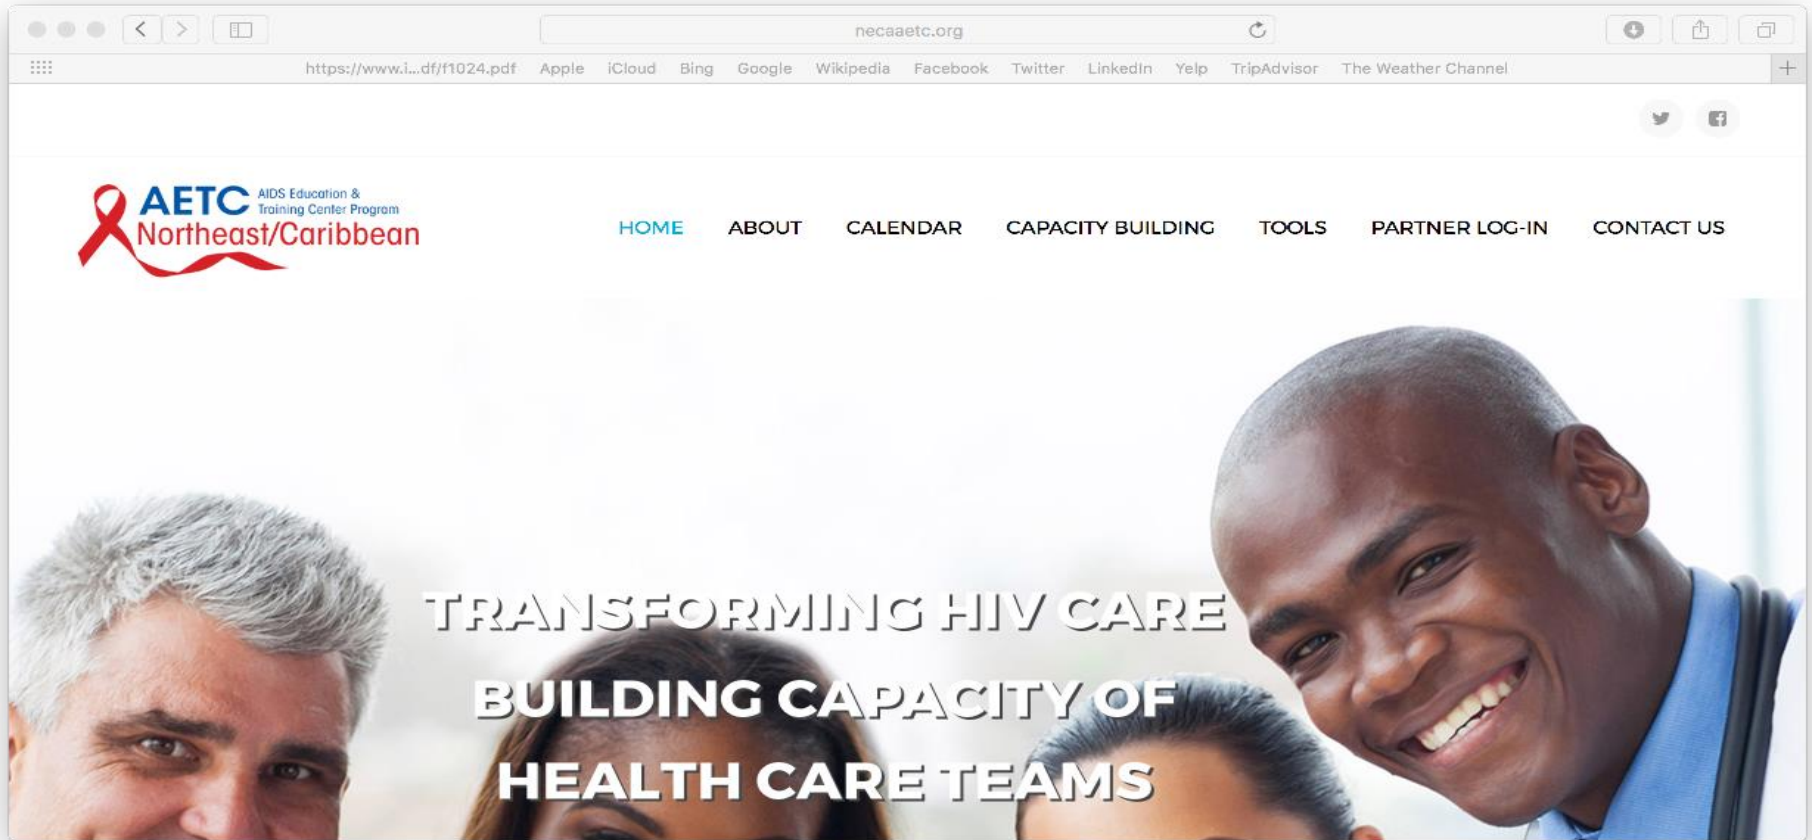 necaaetc.org
https://www.i...df/f1024.pdf Apple iCloud Bing Google Wikipedia Facebook Twitter LinkedIn Yelp TripAdvisor The Weather Channel
AETC AIDS Education &
Training Center Program
Northeast/Caribbean
HOME ABOUT CALENDAR CAPACITY BUILDING TOOLS PARTNER LOG-IN CONTACT US
TRANSFORMING HIV CARE
BUILDING CAPACITY OF
HEALTH CARE TEAMS